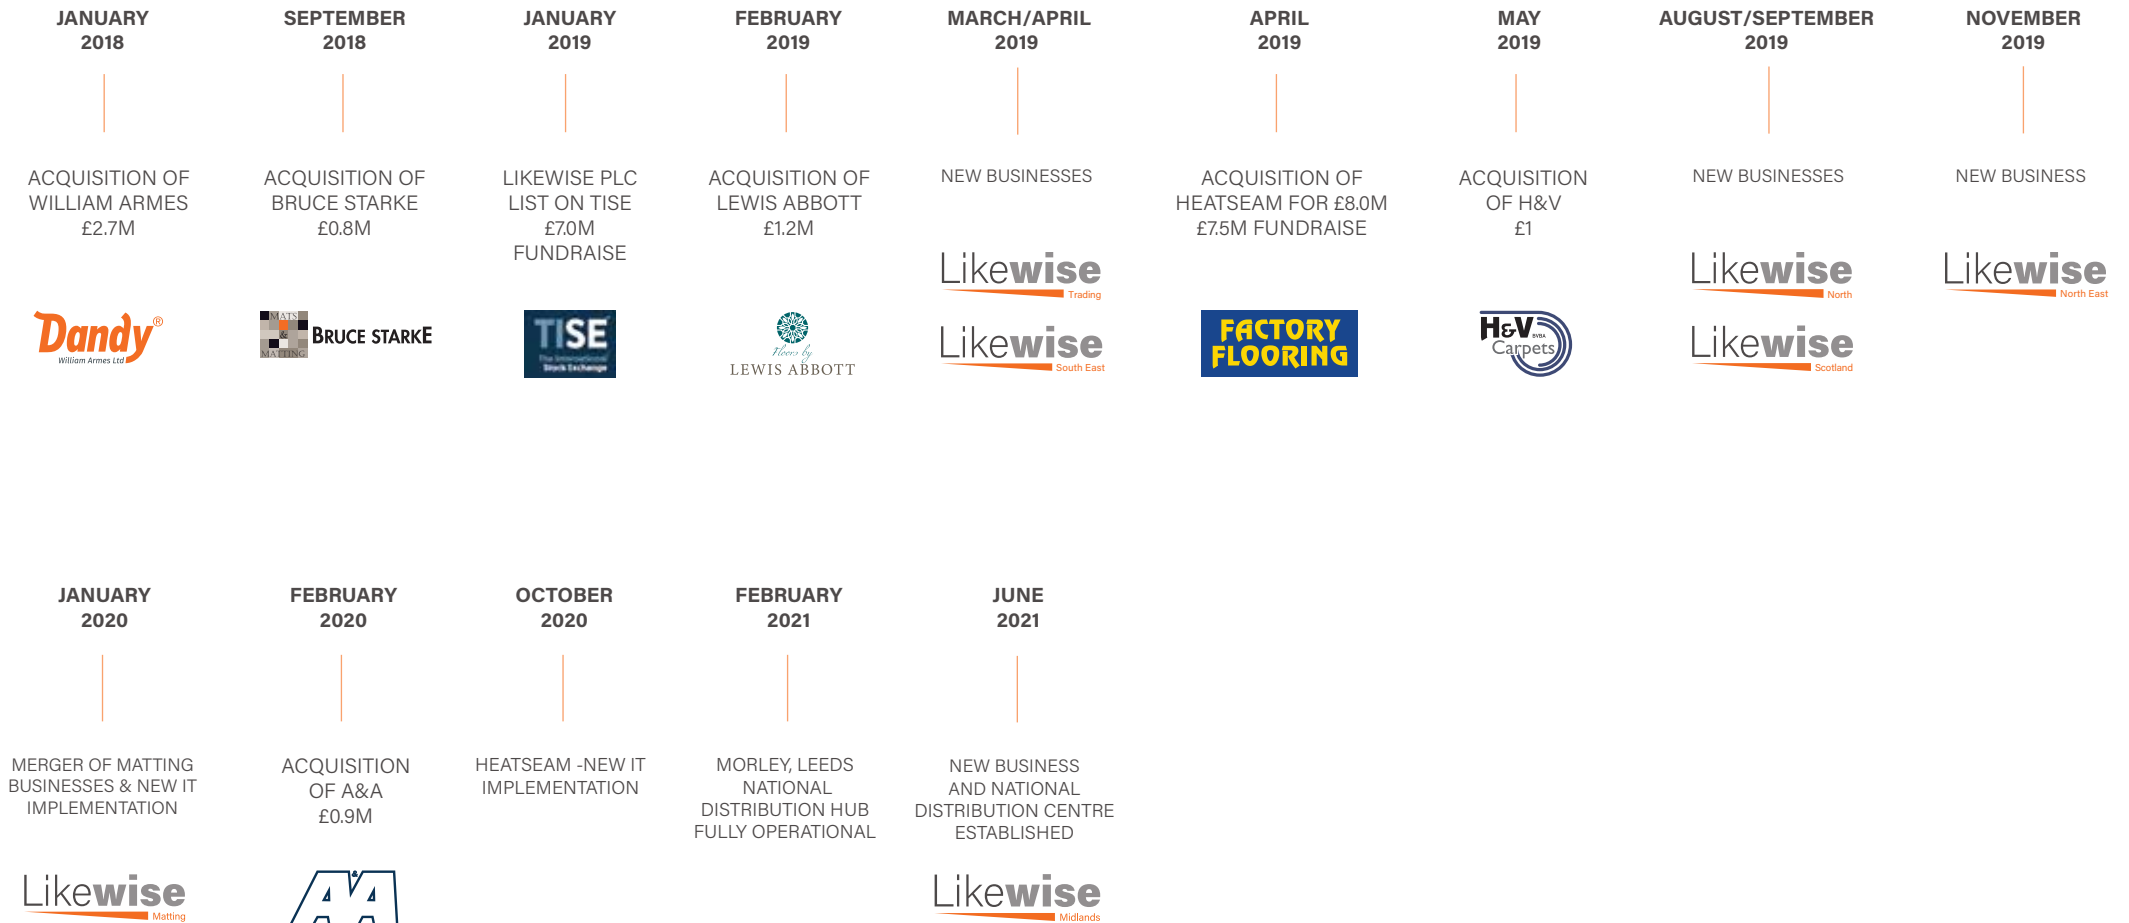 JANUARY
2018
ACQUISITION OF
WILLIAM ARMES
£2.7M
Dandy®
William Armes Ltd
SEPTEMBER
2018
ACQUISITION OF
BRUCE STARKE
£0.8M
MATS
&
MATTING
BRUCE STARKE
JANUARY
2019
LIKEWISE PLC
LIST ON TISE
£7.0M
FUNDRAISE
TISE
The International
Stock Exchange
FEBRUARY
2019
ACQUISITION OF
LEWIS ABBOTT
£1.2M
Floors by
LEWIS ABBOTT
MARCH/APRIL
2019
NEW BUSINESSES
Likewise
Trading
Likewise
South East
APRIL
2019
ACQUISITION OF
HEATSEAM FOR £8.0M
£7.5M FUNDRAISE
FACTORY
FLOORING
MAY
2019
ACQUISITION
OF H&V
£1
H&V BVBA
Carpets
AUGUST/SEPTEMBER
2019
NEW BUSINESSES
Likewise
North
Likewise
Scotland
NOVEMBER
2019
NEW BUSINESS
Likewise
North East
JANUARY
2020
MERGER OF MATTING
BUSINESSES & NEW IT
IMPLEMENTATION
Likewise
Matting
FEBRUARY
2020
ACQUISITION
OF A&A
£0.9M
A&A
OCTOBER
2020
HEATSEAM -NEW IT
IMPLEMENTATION
FEBRUARY
2021
MORLEY, LEEDS
NATIONAL
DISTRIBUTION HUB
FULLY OPERATIONAL
JUNE
2021
NEW BUSINESS
AND NATIONAL
DISTRIBUTION CENTRE
ESTABLISHED
Likewise
Midlands